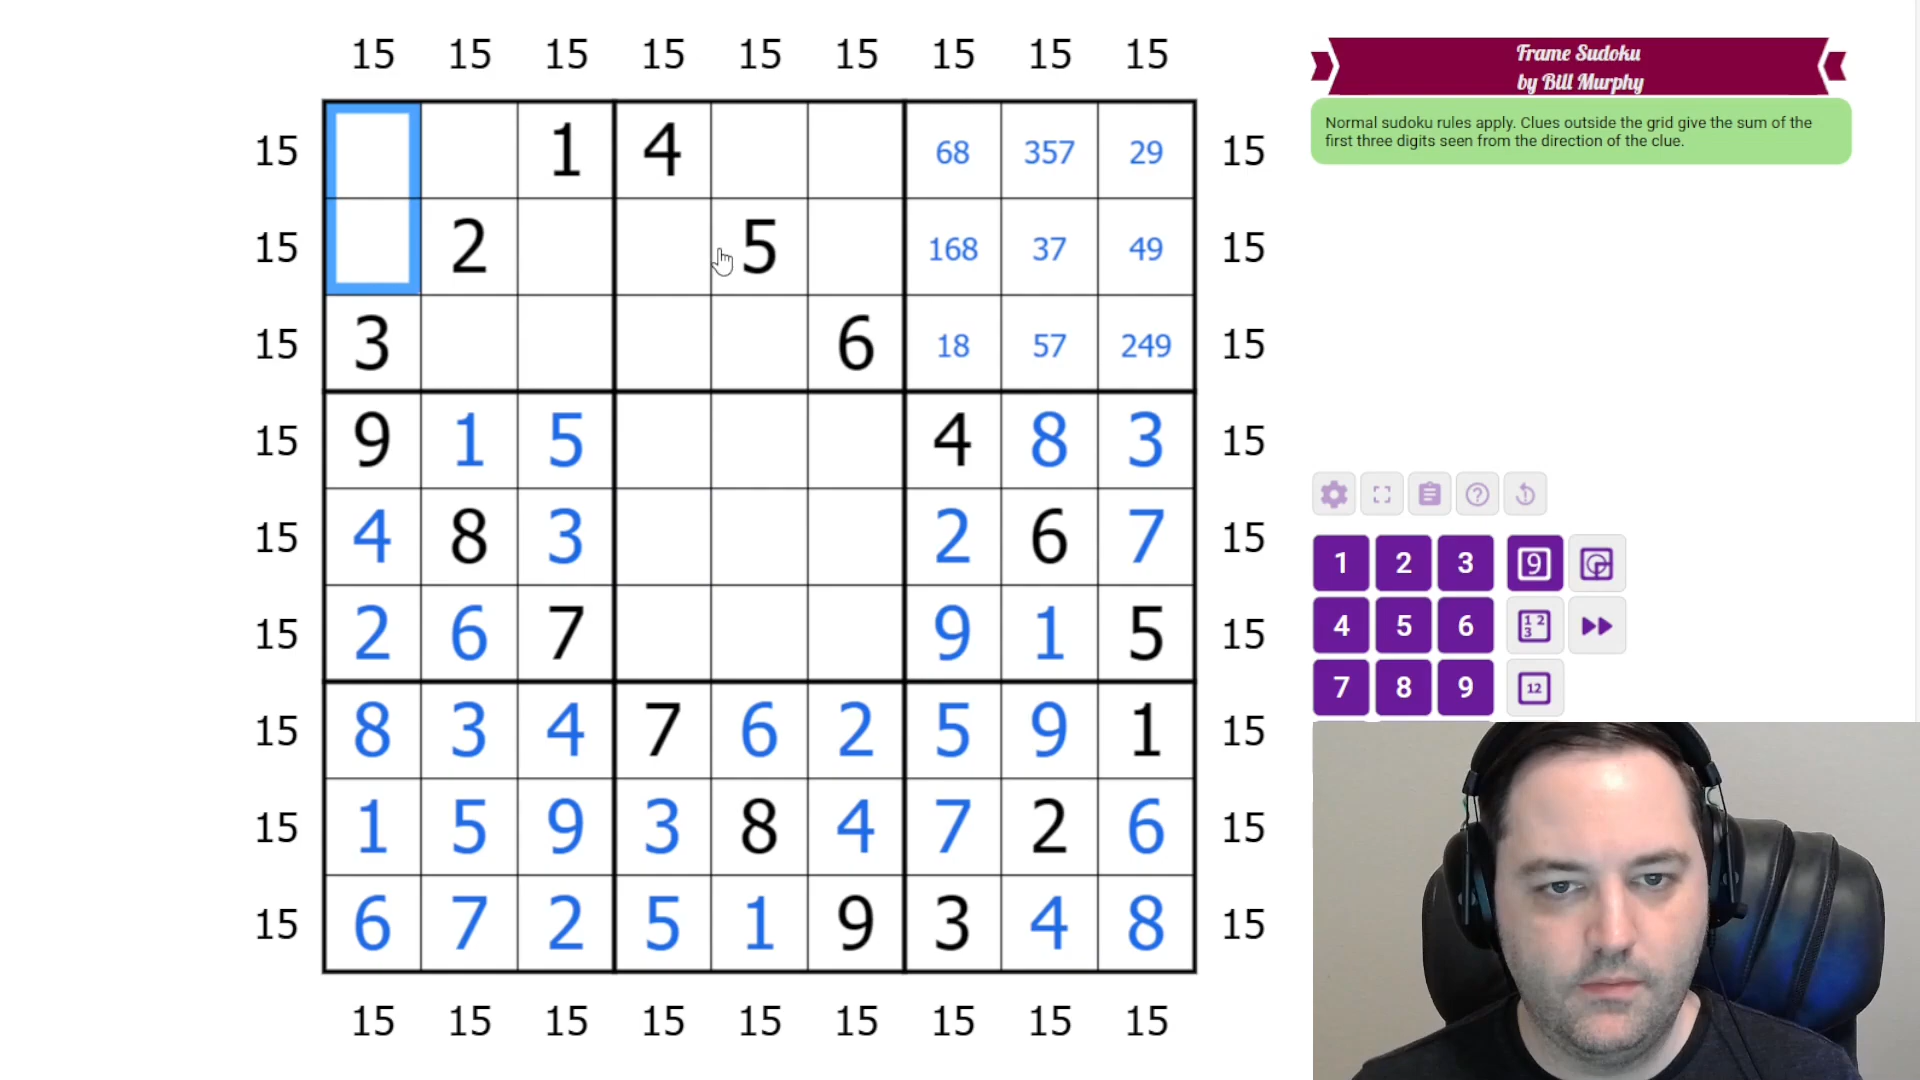 Frame Sudoku
by Bill Murphy
Normal sudoku rules apply. Clues outside the grid give the sum of the
first three digits seen from the direction of the clue.
15 15 15 15 15 15 15 15 15
15 1 4 68 357 29 15
15 2 5 168 37 49 15
15 3 6 18 57 249 15
15 9 1 5 4 8 3 15
15 4 8 3 2 6 7 15
15 2 6 7 9 1 5 15
15 8 3 4 7 6 2 5 9 1 15
15 1 5 9 3 8 4 7 2 6 15
15 6 7 2 5 1 9 3 4 8 15
15 15 15 15 15 15 15 15 15
1 2 3 9
4 5 6 1 2 3
7 8 9 12